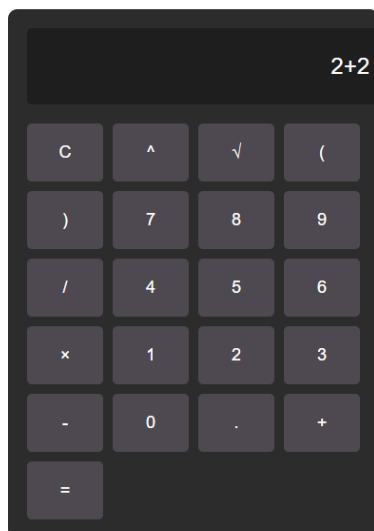 2+2
C ^ √ (
) 7 8 9
/ 4 5 6
× 1 2 3
- 0 . +
=